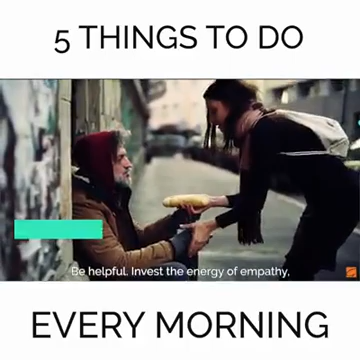 5 THINGS TO DO
Be helpful. Invest the energy of empathy,
EVERY MORNING